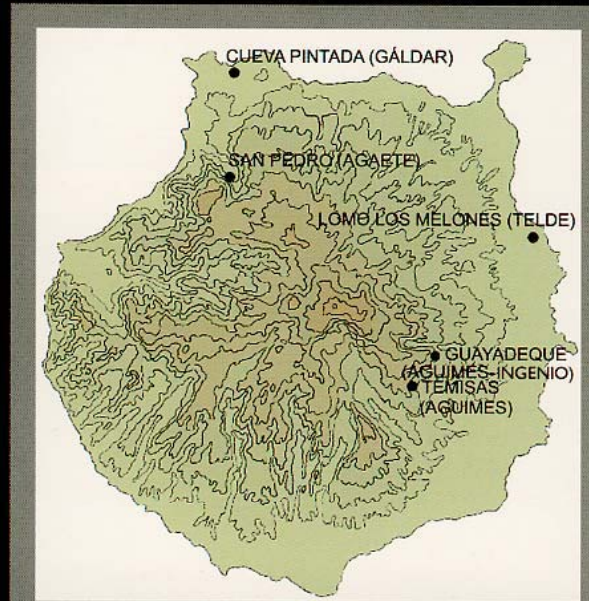 CUEVA PINTADA (GÁLDAR)
SAN PEDRO (AGAETE)
LOMO LOS MELONES (TELDE)
GUAYADEQUE
(AGUIMES-INGENIO)
TEMISAS
(AGUIMES)